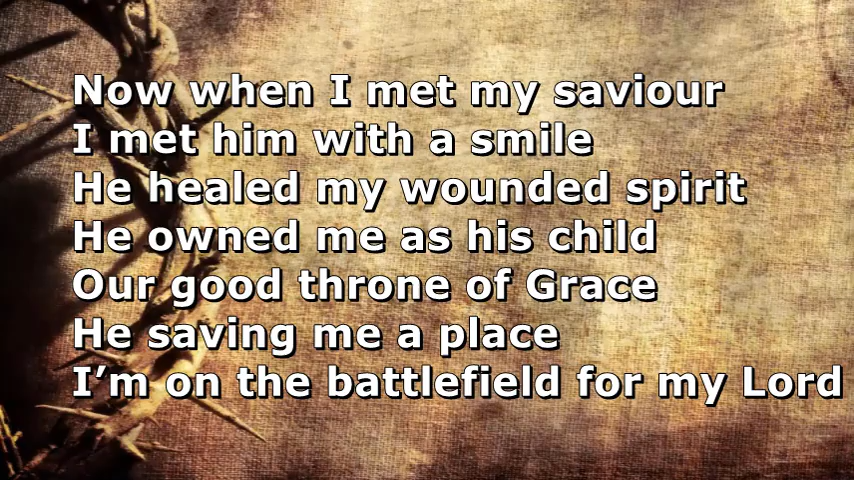 Now when I met my saviour
I met him with a smile
He healed my wounded spirit
He owned me as his child
Our good throne of Grace
He saving me a place
I’m on the battlefield for my Lord